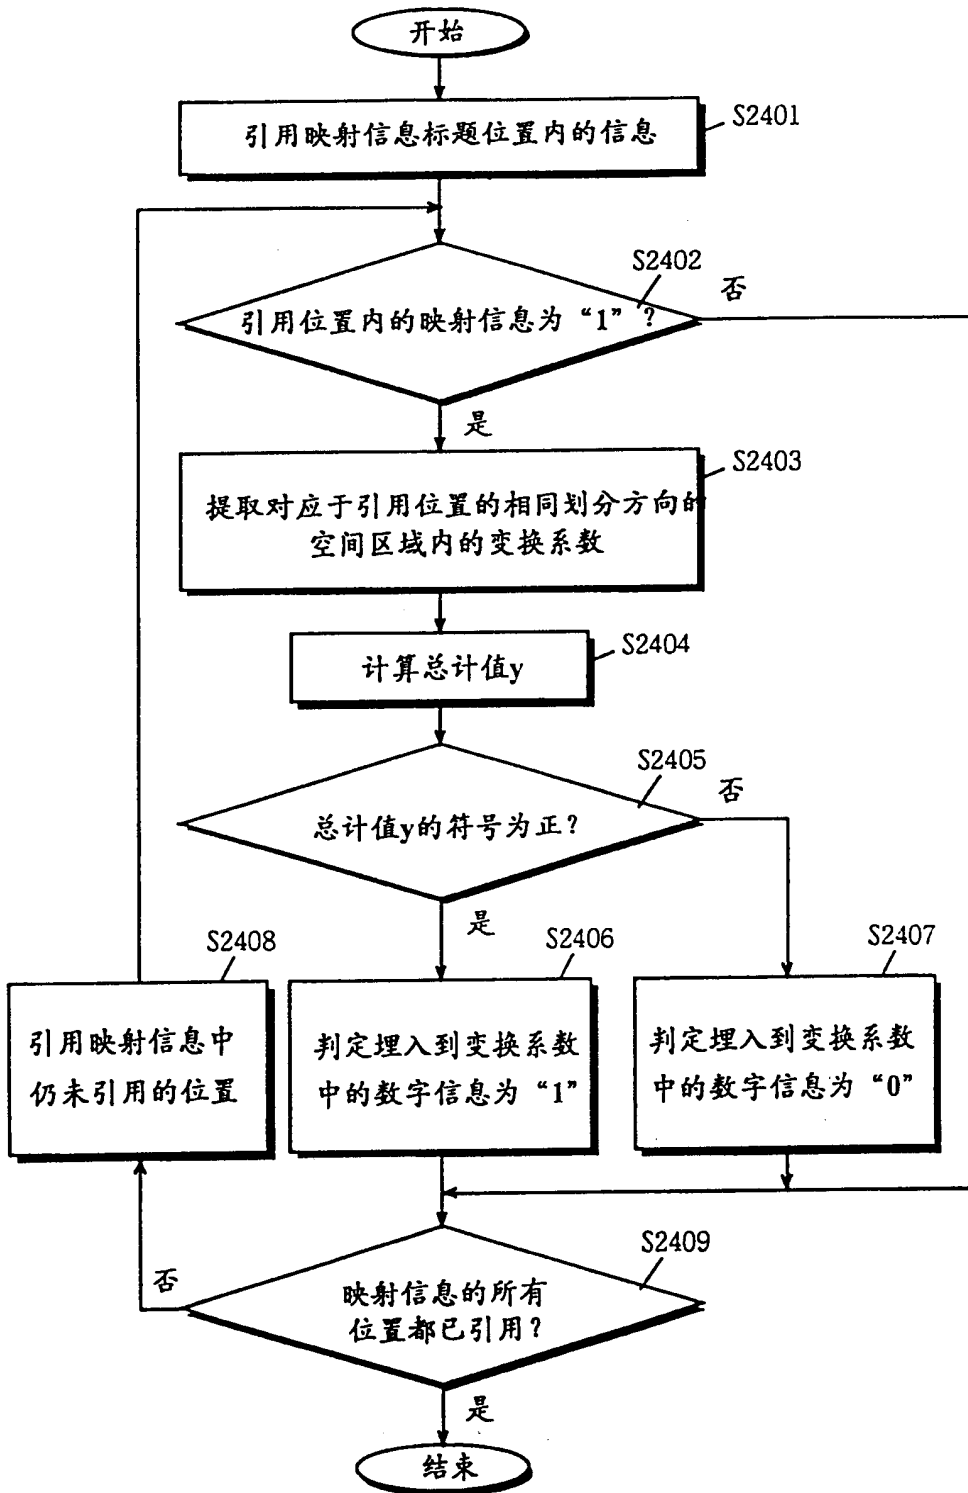 开始
引用映射信息标题位置内的信息
S2401
S2402
否
引用位置内的映射信息为“1”？
是
S2403
提取对应于引用位置的相同划分方向的
空间区域内的变换系数
S2404
计算总计值y
S2405
否
总计值y的符号为正？
是
S2408
S2406
S2407
引用映射信息中
仍未引用的位置
判定埋入到变换系数
中的数字信息为“1”
判定埋入到变换系数
中的数字信息为“0”
S2409
否
映射信息的所有
位置都已引用？
是
结束